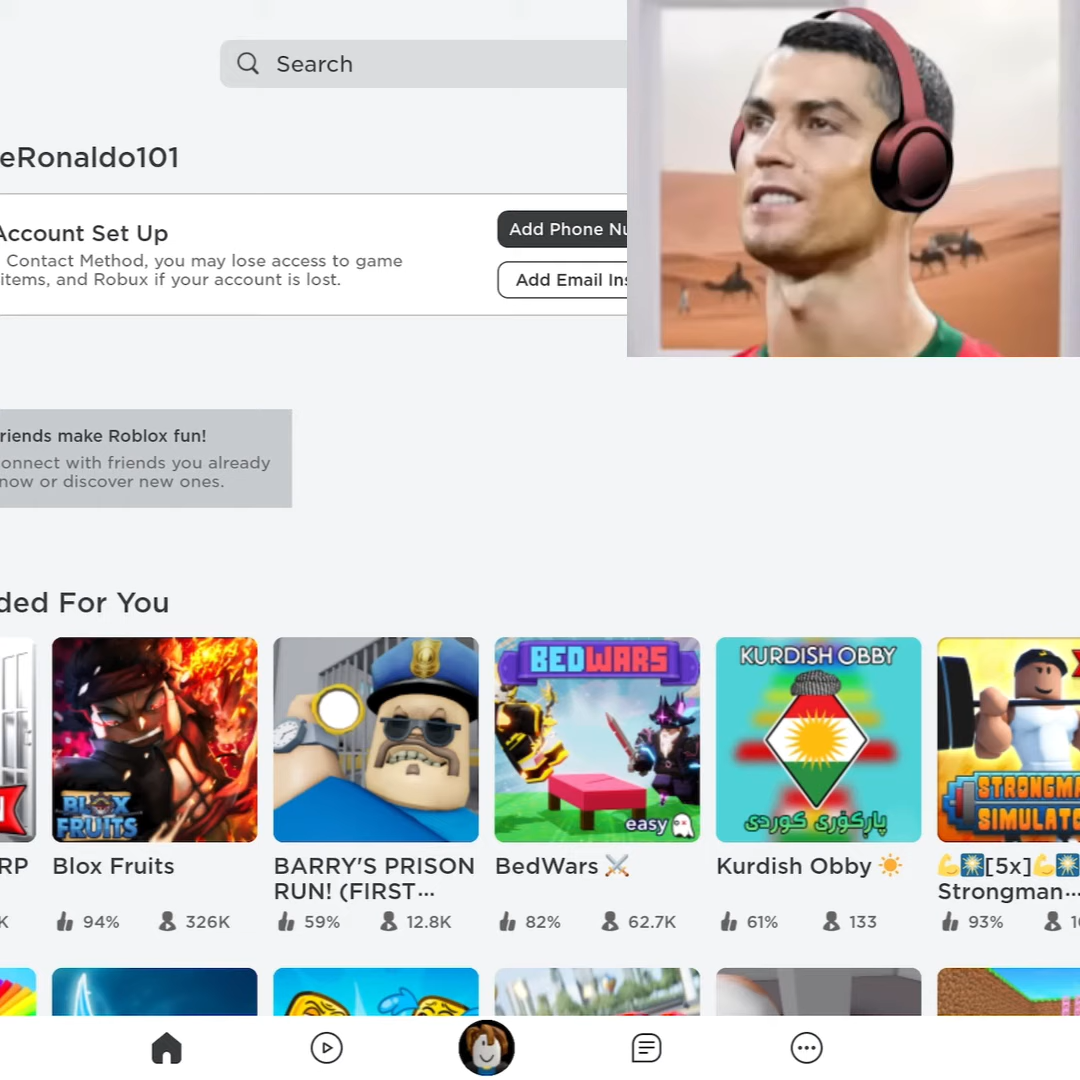 Search
eRonaldo101
Account Set Up
Contact Method, you may lose access to game
items, and Robux if your account is lost.
Add Phone Nu
Add Email Ins
riends make Roblox fun!
onnect with friends you already
now or discover new ones.
ded For You
BLOX
FRUITS
BEDWARS
easy
KURDISH OBBY
پارکۆری کوردی
STRONGMA
SIMULATO
RP
Blox Fruits
BARRY'S PRISON
RUN! (FIRST...
BedWars ⚔️
Kurdish Obby ☀️
💪🎇[5x]💪🎇
Strongman...
K
94% 326K
59% 12.8K
82% 62.7K
61% 133
93% 10